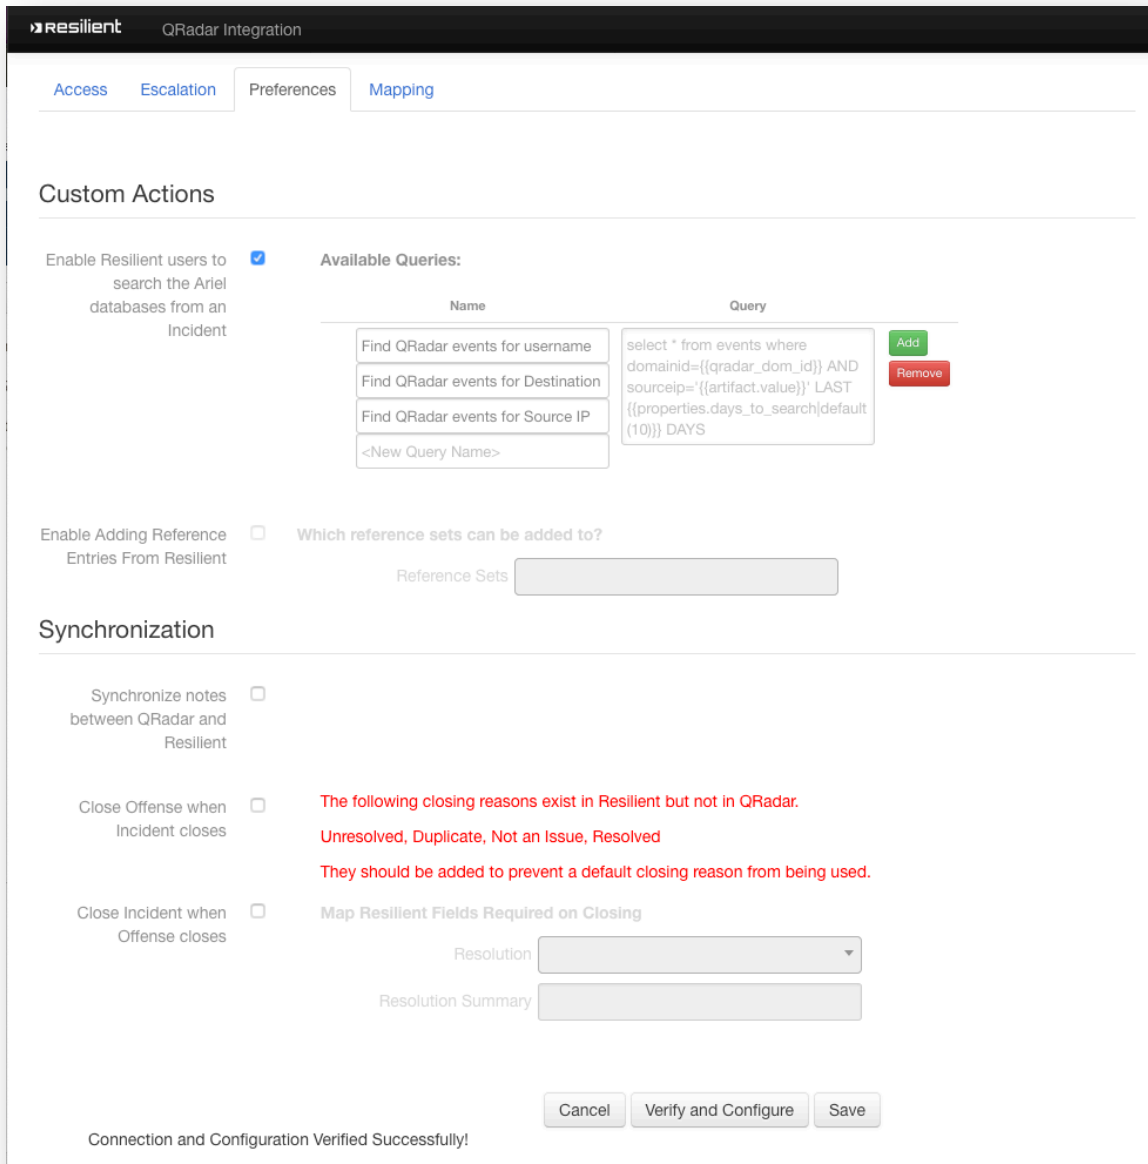 Resilient QRadar Integration
Access Escalation Preferences Mapping
Custom Actions
Enable Resilient users to
search the Ariel
databases from an
Incident
Available Queries:
Name Query
Find QRadar events for username
Find QRadar events for Destination
Find QRadar events for Source IP
<New Query Name>
select * from events where
domainid={{qradar_dom_id}} AND
sourceip='{{artifact.value}}' LAST
{{properties.days_to_search|default
(10)}} DAYS
Add
Remove
Enable Adding Reference
Entries From Resilient
Which reference sets can be added to?
Reference Sets
Synchronization
Synchronize notes
between QRadar and
Resilient
Close Offense when
Incident closes
The following closing reasons exist in Resilient but not in QRadar.
Unresolved, Duplicate, Not an Issue, Resolved
They should be added to prevent a default closing reason from being used.
Close Incident when
Offense closes
Map Resilient Fields Required on Closing
Resolution
Resolution Summary
Cancel Verify and Configure Save
Connection and Configuration Verified Successfully!